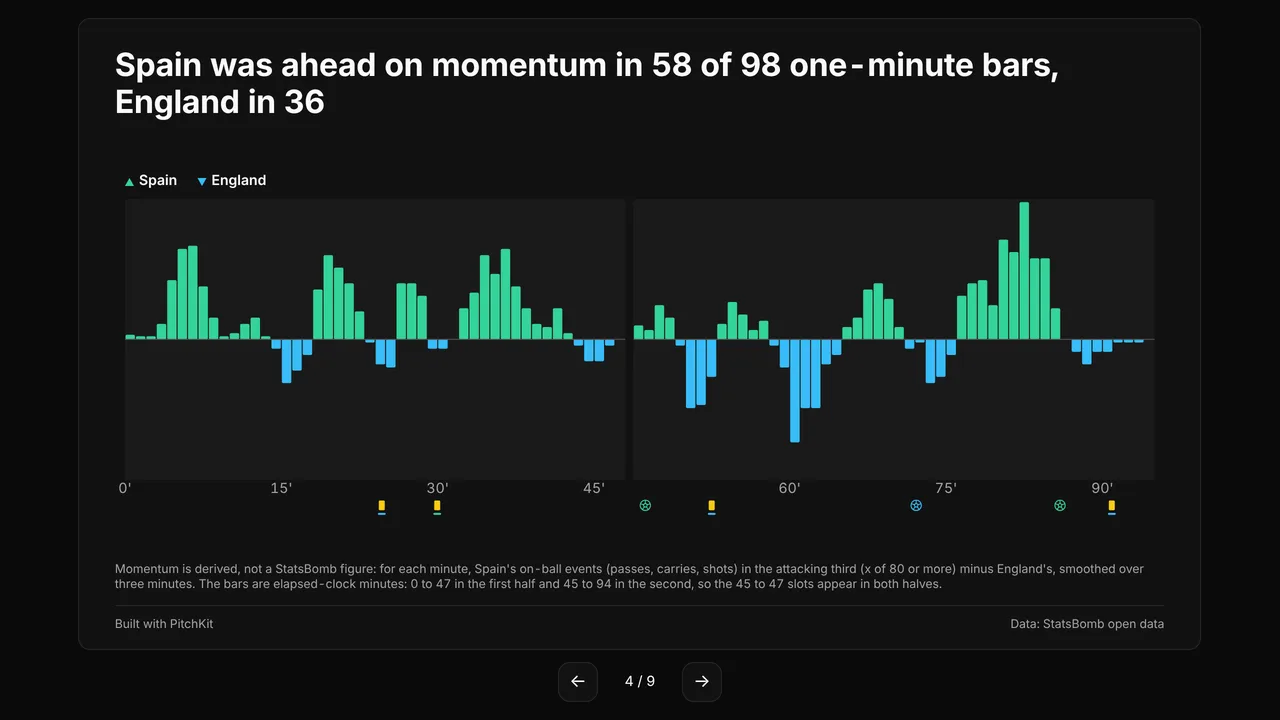 Spain was ahead on momentum in 58 of 98 one-minute bars,
England in 36
Spain England
0' 15' 30' 45' 60' 75' 90'
Momentum is derived, not a StatsBomb figure: for each minute, Spain's on-ball events (passes, carries, shots) in the attacking third (x of 80 or more) minus England's, smoothed over
three minutes. The bars are elapsed-clock minutes: 0 to 47 in the first half and 45 to 94 in the second, so the 45 to 47 slots appear in both halves.
Built with PitchKit Data: StatsBomb open data
4 / 9